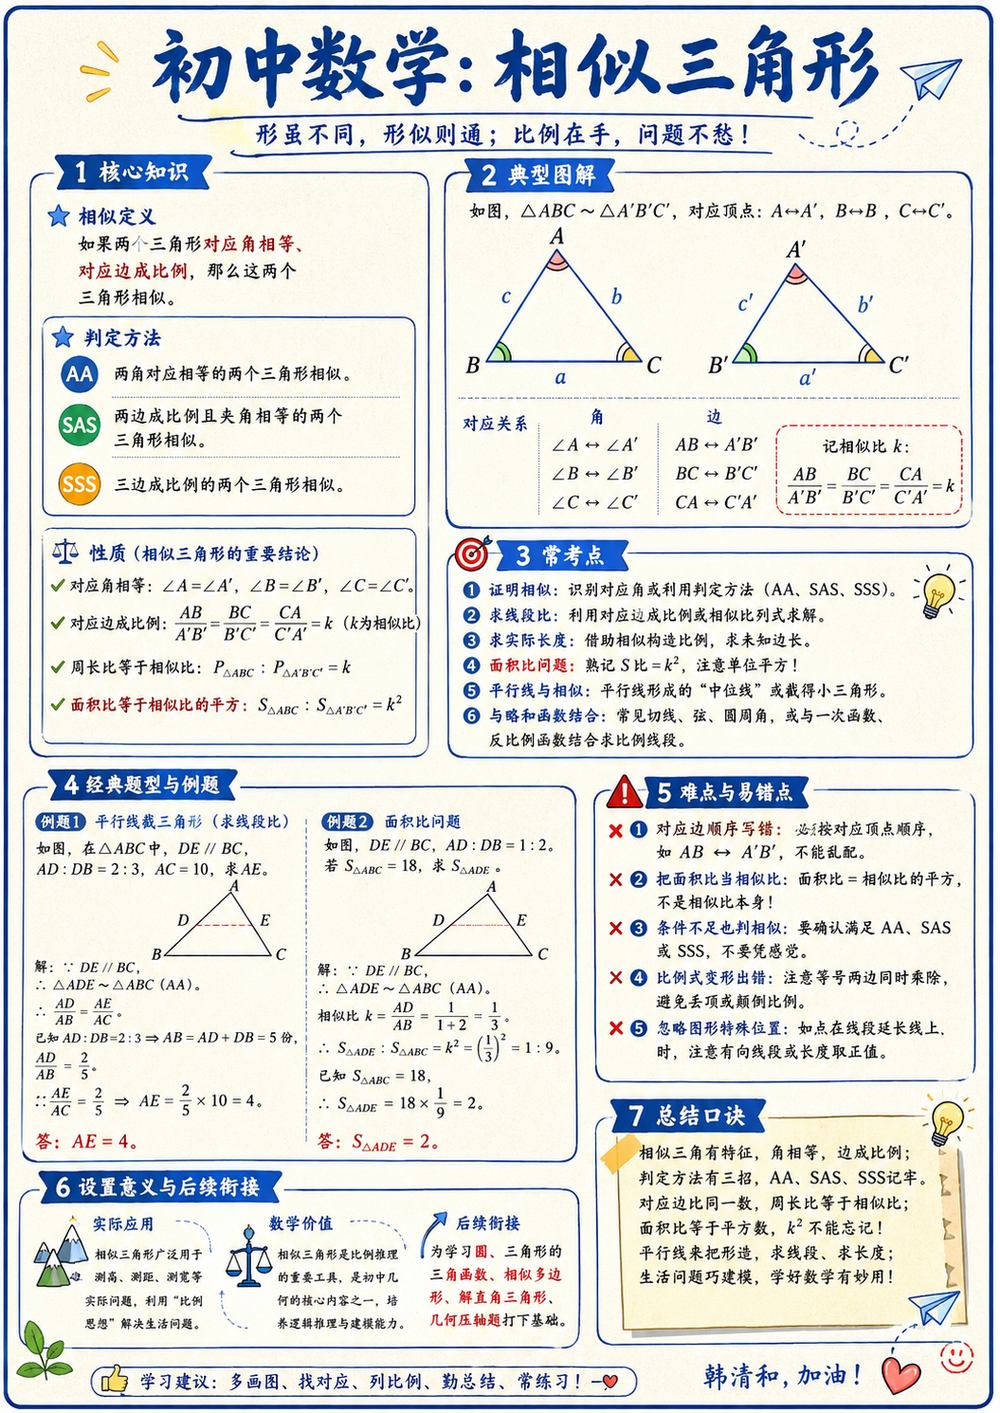 初中数学：相似三角形
形虽不同，形似则通；比例在手，问题不愁！
1 核心知识
相似定义
如果两个三角形对应角相等、
对应边成比例，那么这两个
三角形相似。
判定方法
AA 两角对应相等的两个三角形相似。
SAS 两边成比例且夹角相等的两个
三角形相似。
SSS 三边成比例的两个三角形相似。
性质（相似三角形的重要结论）
对应角相等：∠A=∠A′，∠B=∠B′，∠C=∠C′。
对应边成比例：AB/A′B′ = BC/B′C′ = CA/C′A′ = k（k为相似比）
周长比等于相似比：P△ABC : P△A′B′C′ = k
面积比等于相似比的平方：S△ABC : S△A′B′C′ = k²
2 典型图解
如图，△ABC ~ △A′B′C′，对应顶点：A↔A′，B↔B ，C↔C′。
A
c b
B C
a
A′
c′ b′
B′ C′
a′
对应关系 角 边
∠A ↔ ∠A′ AB ↔ A′B′
∠B ↔ ∠B′ BC ↔ B′C′
∠C ↔ ∠C′ CA ↔ C′A′
记相似比 k：
AB/A′B′ = BC/B′C′ = CA/C′A′ = k
3 常考点
1 证明相似：识别对应角或利用判定方法（AA、SAS、SSS）。
2 求线段比：利用对应边成比例或相似比列式求解。
3 求实际长度：借助相似构造比例，求未知边长。
4 面积比问题：熟记 S 比=k²，注意单位平方！
5 平行线与相似：平行线形成的“中位线”或截得小三角形。
6 与略和函数结合：常见切线、弦、圆周角，或与一次函数、
反比例函数结合求比例线段。
4 经典题型与例题
例题1 平行线截三角形（求线段比）
如图，在△ABC中，DE // BC，
AD : DB = 2 : 3，AC = 10，求AE。
A
D E
B C
解：∵ DE // BC，
∴ △ADE ~ △ABC（AA）。
∴ AD/AB = AE/AC。
已知 AD : DB=2 : 3 ⇒ AB = AD + DB = 5 份，
AD/AB = 2/5。
∵ AE/AC = 2/5 ⇒ AE = 2/5 × 10 = 4。
答：AE = 4。
例题2 面积比问题
如图，DE // BC，AD : DB = 1 : 2。
若 S△ABC = 18，求 S△ADE 。
A
D E
B C
解：∵ DE // BC，
∴ △ADE ~ △ABC（AA）。
相似比 k = AD/AB = 1/(1+2) = 1/3。
∴ S△ADE : S△ABC = k² = (1/3)² = 1 : 9。
已知 S△ABC = 18，
∴ S△ADE = 18 × 1/9 = 2。
答：S△ADE = 2。
5 难点与易错点
1 对应边顺序写错：按对应顶点顺序，
如 AB ↔ A′B′，不能乱配。
2 把面积比当相似比：面积比 = 相似比的平方，
不是相似比本身！
3 条件不足也判相似：要确认满足 AA、SAS
或 SSS，不要凭感觉。
4 比例式变形出错：注意等号两边同时乘除，
避免丢项或颠倒比例。
5 忽略图形特殊位置：如点在线段延长线上、
时，注意有向线段或长度取正值。
6 设置意义与后续衔接
实际应用
相似三角形广泛用于
测高、测距、测宽等
实际问题，利用“比例
思想”解决生活问题。
数学价值
相似三角形是比例推理
的重要工具，是初中几
何的核心内容之一，培
养逻辑推理与建模能力。
后续衔接
为学习圆、三角形的
三角函数、相似多边
形、解直角三角形、
几何压轴题打下基础。
7 总结口诀
相似三角有特征，角相等，边成比例；
判定方法有三招，AA、SAS、SSS记牢。
对应边比同一数，周长比等于相似比；
面积比等于平方数，k² 不能忘记！
平行线来把形造，求线段、求长度；
生活问题巧建模，学好数学有妙用！
学习建议：多画图、找对应、列比例、勤总结、常练习！
韩清和，加油！